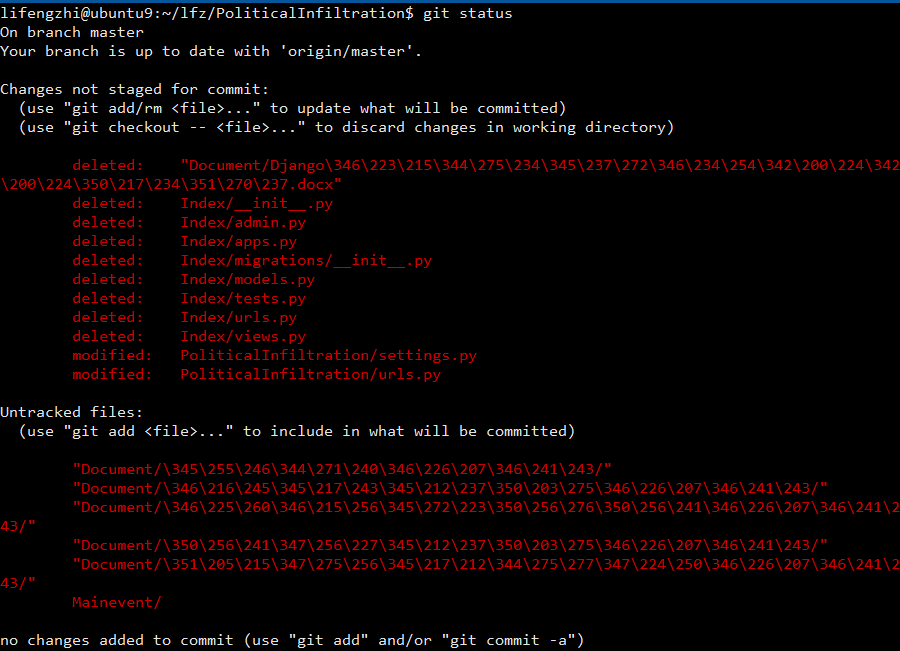 lifengzhi@ubuntu9:~/lfz/PoliticalInfiltration$ git status
On branch master
Your branch is up to date with 'origin/master'.
Changes not staged for commit:
(use "git add/rm <file>..." to update what will be committed)
(use "git checkout -- <file>..." to discard changes in working directory)
deleted: "Document/Django\346\223\215\344\275\234\345\237\272\346\234\254\342\200\224\342
\200\224\350\217\234\351\270\237.docx"
deleted: Index/__init__.py
deleted: Index/admin.py
deleted: Index/apps.py
deleted: Index/migrations/__init__.py
deleted: Index/models.py
deleted: Index/tests.py
deleted: Index/urls.py
deleted: Index/views.py
modified: PoliticalInfiltration/settings.py
modified: PoliticalInfiltration/urls.py
Untracked files:
(use "git add <file>..." to include in what will be committed)
"Document/\345\255\246\344\271\240\346\226\207\346\241\243/"
"Document/\346\216\245\345\217\243\345\212\237\350\203\275\346\226\207\346\241\243/"
"Document/\346\225\260\346\215\256\345\272\223\350\256\276\350\256\241\346\226\207\346\241\2
43/"
"Document/\350\256\241\347\256\227\345\212\237\350\203\275\346\226\207\346\241\243/"
"Document/\351\205\215\347\275\256\345\217\212\344\275\277\347\224\250\346\226\207\346\241\2
43/"
Mainevent/
no changes added to commit (use "git add" and/or "git commit -a")